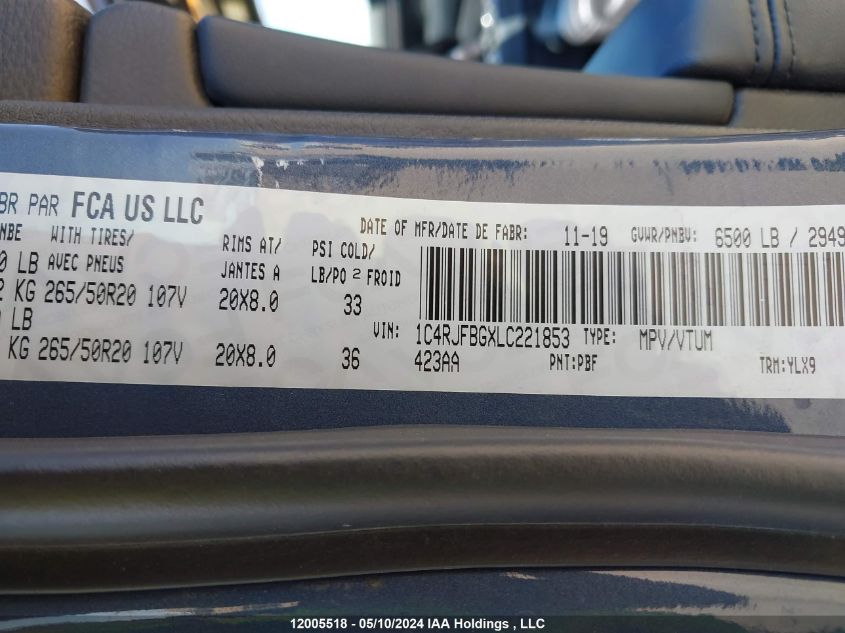 BR PAR FCA US LLC
DATE OF MFR/DATE DE FABR: 11-19 GVWR/PNBV: 6500 LB / 2949
NBE WITH TIRES/ RIMS AT/ PSI COLD/
0 LB AVEC PNEUS JANTES A LB/PO 2 FROID
2 KG 265/50R20 107V 20X8.0 33
LB
KG 265/50R20 107V 20X8.0 36
VIN: 1C4RJFBGXLC221853 TYPE: MPV/VTUM
423AA PNT:PBF TRM:YLX9
12005518 - 05/10/2024 IAA Holdings , LLC